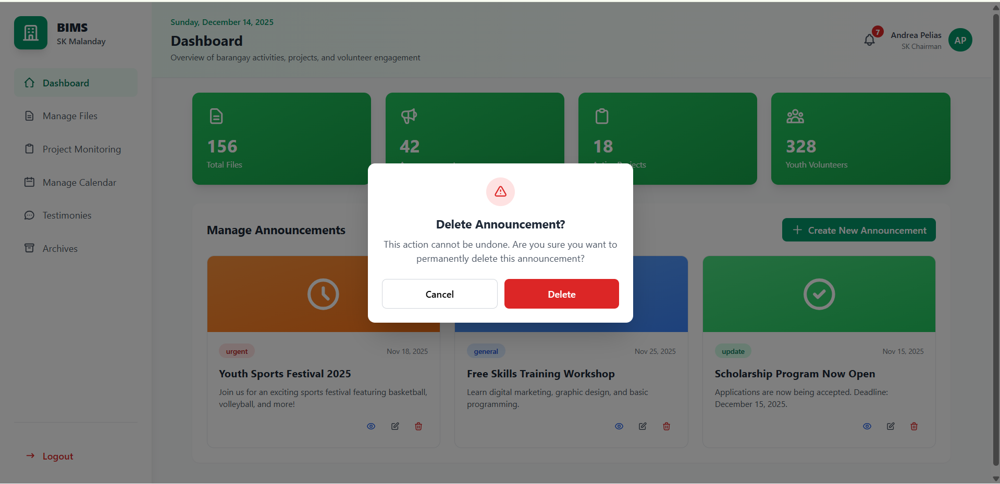 BIMS
SK Malanday
Dashboard
Manage Files
Project Monitoring
Manage Calendar
Testimonies
Archives
Logout
Sunday, December 14, 2025
Dashboard
Overview of barangay activities, projects, and volunteer engagement
7
Andrea Pelias
SK Chairman
AP
156
Total Files
42
18
328
Youth Volunteers
Manage Announcements
Create New Announcement
Delete Announcement?
This action cannot be undone. Are you sure you want to
permanently delete this announcement?
Cancel
Delete
urgent
Nov 18, 2025
Youth Sports Festival 2025
Join us for an exciting sports festival featuring basketball,
volleyball, and more!
general
Nov 25, 2025
Free Skills Training Workshop
Learn digital marketing, graphic design, and basic
programming.
update
Nov 15, 2025
Scholarship Program Now Open
Applications are now being accepted. Deadline:
December 15, 2025.